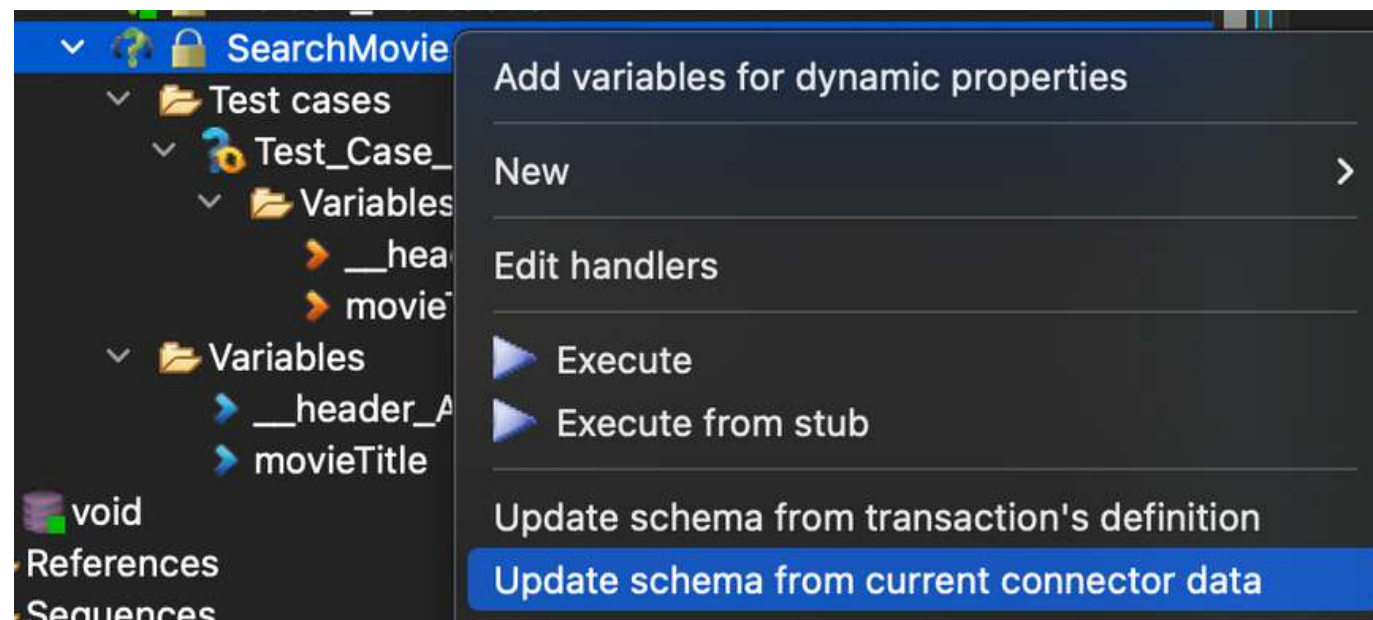 SearchMovie
Test cases
Test_Case_
Variables
__hea
movieT
Variables
__header_A
movieTitle
void
References
Sequences
Add variables for dynamic properties
New
Edit handlers
Execute
Execute from stub
Update schema from transaction's definition
Update schema from current connector data